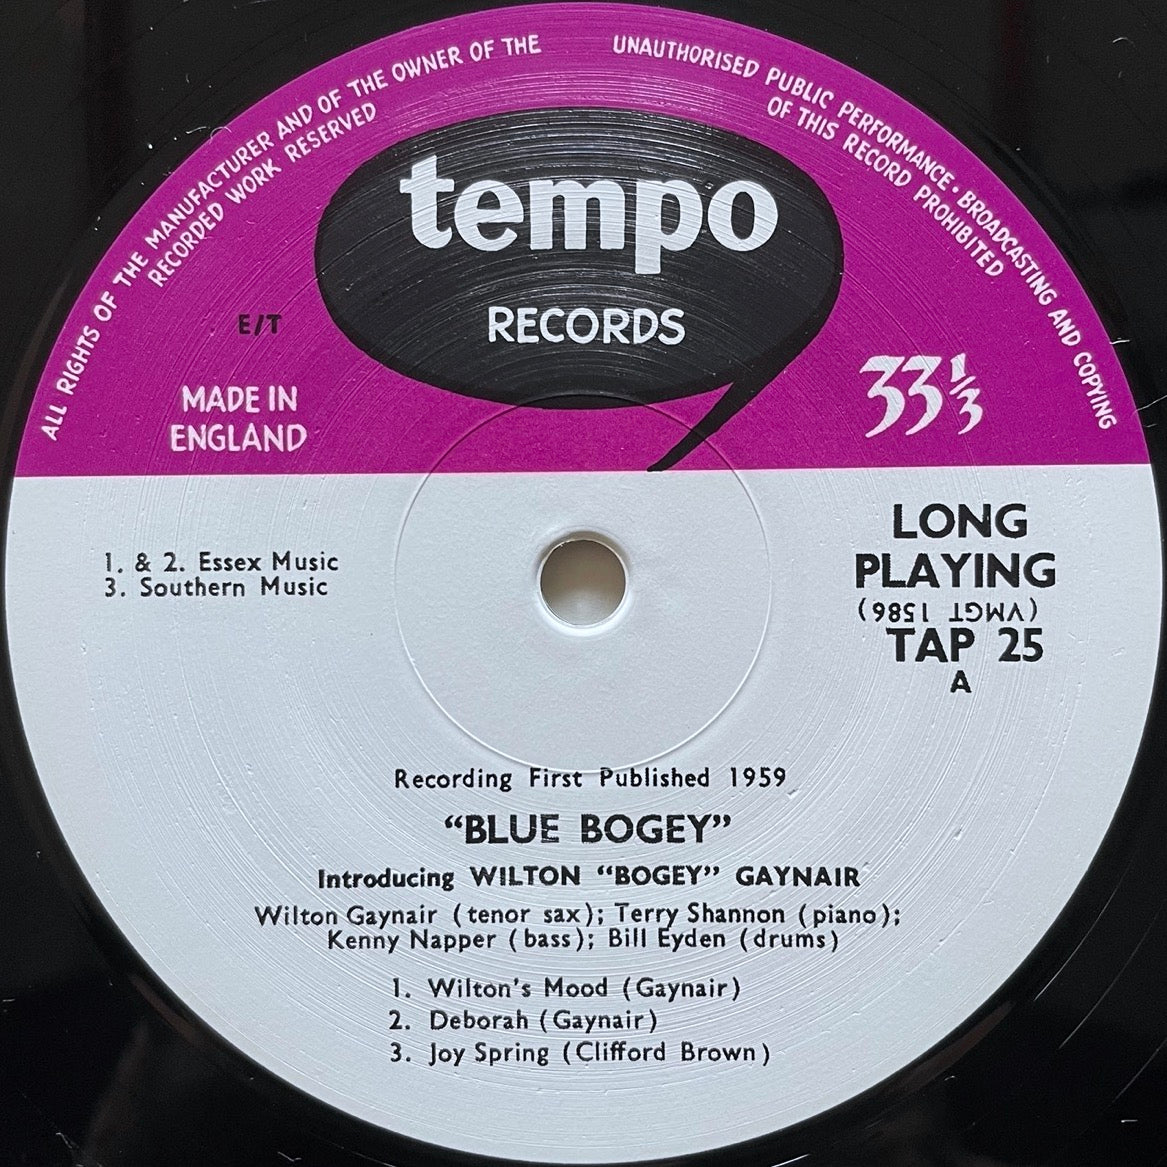 ALL RIGHTS OF THE MANUFACTURER AND OF THE OWNER OF THE
RECORDED WORK RESERVED
UNAUTHORISED PUBLIC PERFORMANCE • BROADCASTING AND COPYING
OF THIS RECORD PROHIBITED
tempo
RECORDS
E/T
MADE IN
ENGLAND
33⅓
1. & 2. Essex Music
3. Southern Music
LONG
PLAYING
(VMGT 1586)
TAP 25
A
Recording First Published 1959
“BLUE BOGEY”
Introducing WILTON “BOGEY” GAYNAIR
Wilton Gaynair (tenor sax); Terry Shannon (piano);
Kenny Napper (bass); Bill Eyden (drums)
1. Wilton's Mood (Gaynair)
2. Deborah (Gaynair)
3. Joy Spring (Clifford Brown)